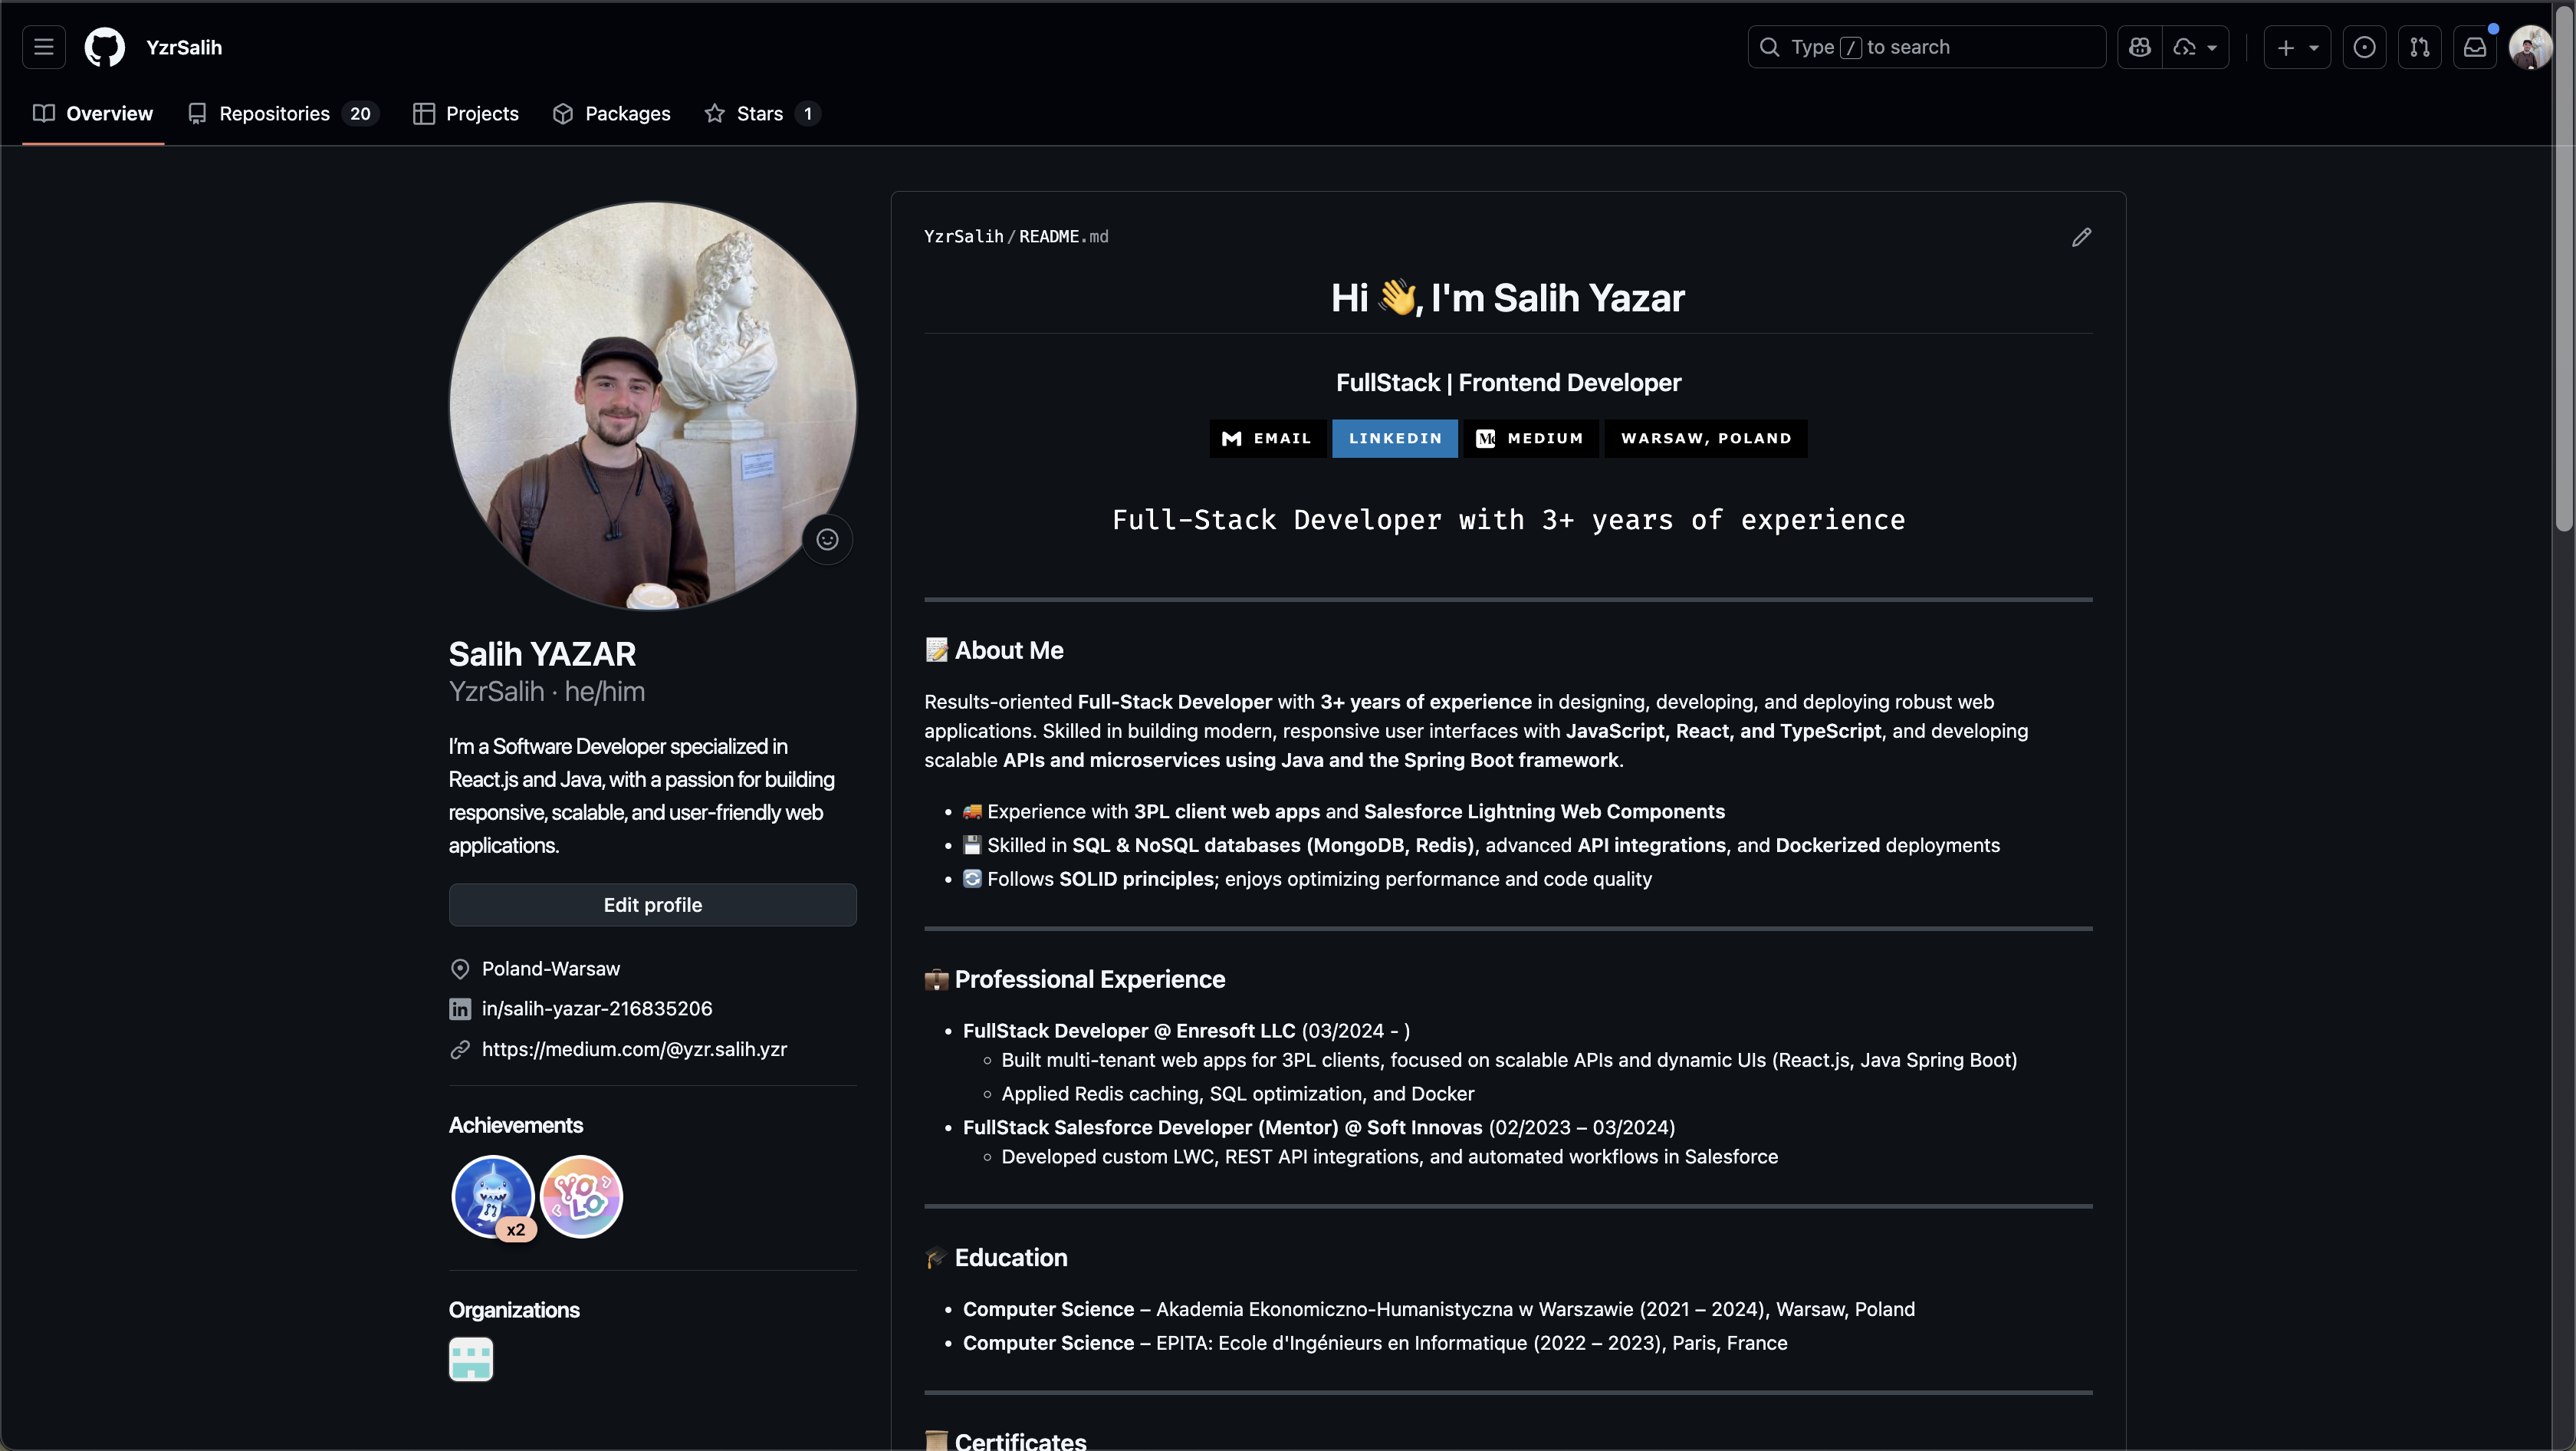 YzrSalih
Type / to search
Overview
Repositories 20
Projects
Packages
Stars 1
YzrSalih/README.md
Hi 👋, I'm Salih Yazar
FullStack | Frontend Developer
EMAIL
LINKEDIN
MEDIUM
WARSAW, POLAND
Full-Stack Developer with 3+ years of experience
Salih YAZAR
YzrSalih · he/him
I'm a Software Developer specialized in
React.js and Java, with a passion for building
responsive, scalable, and user-friendly web
applications.
Edit profile
Poland-Warsaw
in/salih-yazar-216835206
https://medium.com/@yzr.salih.yzr
Achievements
x2
YOLO
Organizations
📝 About Me
Results-oriented Full-Stack Developer with 3+ years of experience in designing, developing, and deploying robust web
applications. Skilled in building modern, responsive user interfaces with JavaScript, React, and TypeScript, and developing
scalable APIs and microservices using Java and the Spring Boot framework.
• 🚚 Experience with 3PL client web apps and Salesforce Lightning Web Components
• 💾 Skilled in SQL & NoSQL databases (MongoDB, Redis), advanced API integrations, and Dockerized deployments
• 🔄 Follows SOLID principles; enjoys optimizing performance and code quality
💼 Professional Experience
• FullStack Developer @ Enresoft LLC (03/2024 - )
◦ Built multi-tenant web apps for 3PL clients, focused on scalable APIs and dynamic UIs (React.js, Java Spring Boot)
◦ Applied Redis caching, SQL optimization, and Docker
• FullStack Salesforce Developer (Mentor) @ Soft Innovas (02/2023 – 03/2024)
◦ Developed custom LWC, REST API integrations, and automated workflows in Salesforce
🎓 Education
• Computer Science – Akademia Ekonomiczno-Humanistyczna w Warszawie (2021 – 2024), Warsaw, Poland
• Computer Science – EPITA: Ecole d'Ingénieurs en Informatique (2022 – 2023), Paris, France
📜 Certificates